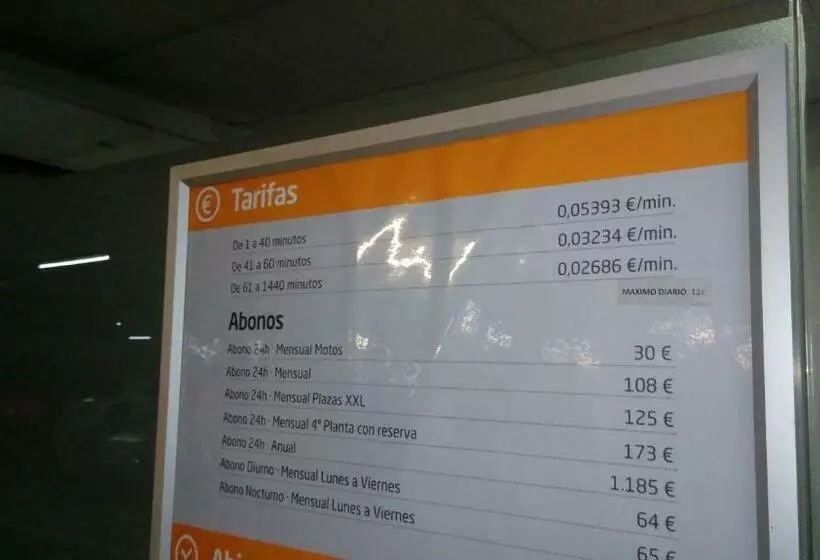 € Tarifas
De 1 a 40 minutos 0,05393 €/min.
De 41 a 60 minutos 0,03234 €/min.
De 61 a 1440 minutos 0,02686 €/min.
MAXIMO DIARIO 12€
Abonos
Abono 24h · Mensual Motos 30 €
Abono 24h · Mensual 108 €
Abono 24h · Mensual Plazas XXL 125 €
Abono 24h · Mensual 4ª Planta con reserva 173 €
Abono 24h · Anual 1.185 €
Abono Diurno · Mensual Lunes a Viernes 64 €
Abono Nocturno · Mensual Lunes a Viernes 65 €